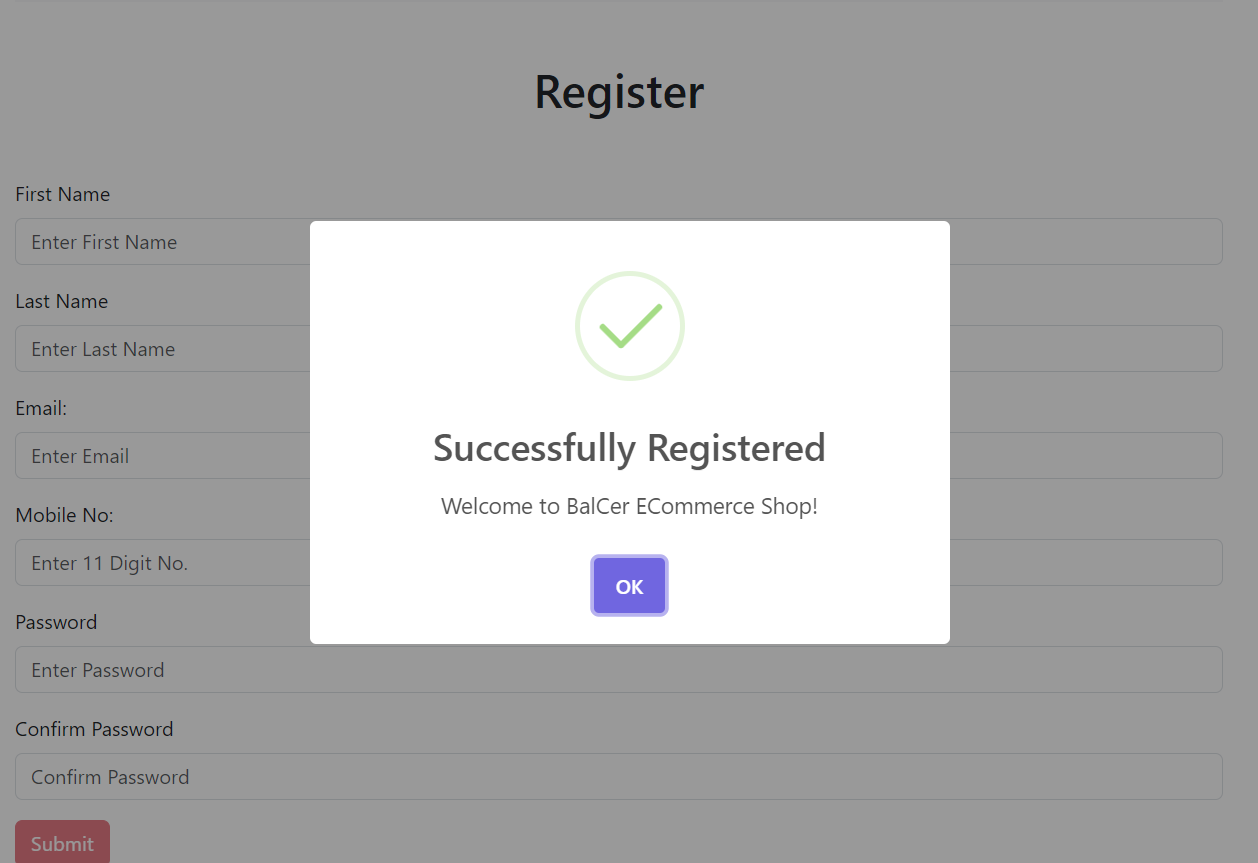 Register
First Name
Enter First Name
Last Name
Enter Last Name
Email:
Enter Email
Mobile No:
Enter 11 Digit No.
Password
Enter Password
Confirm Password
Confirm Password
Submit
Successfully Registered
Welcome to BalCer ECommerce Shop!
OK